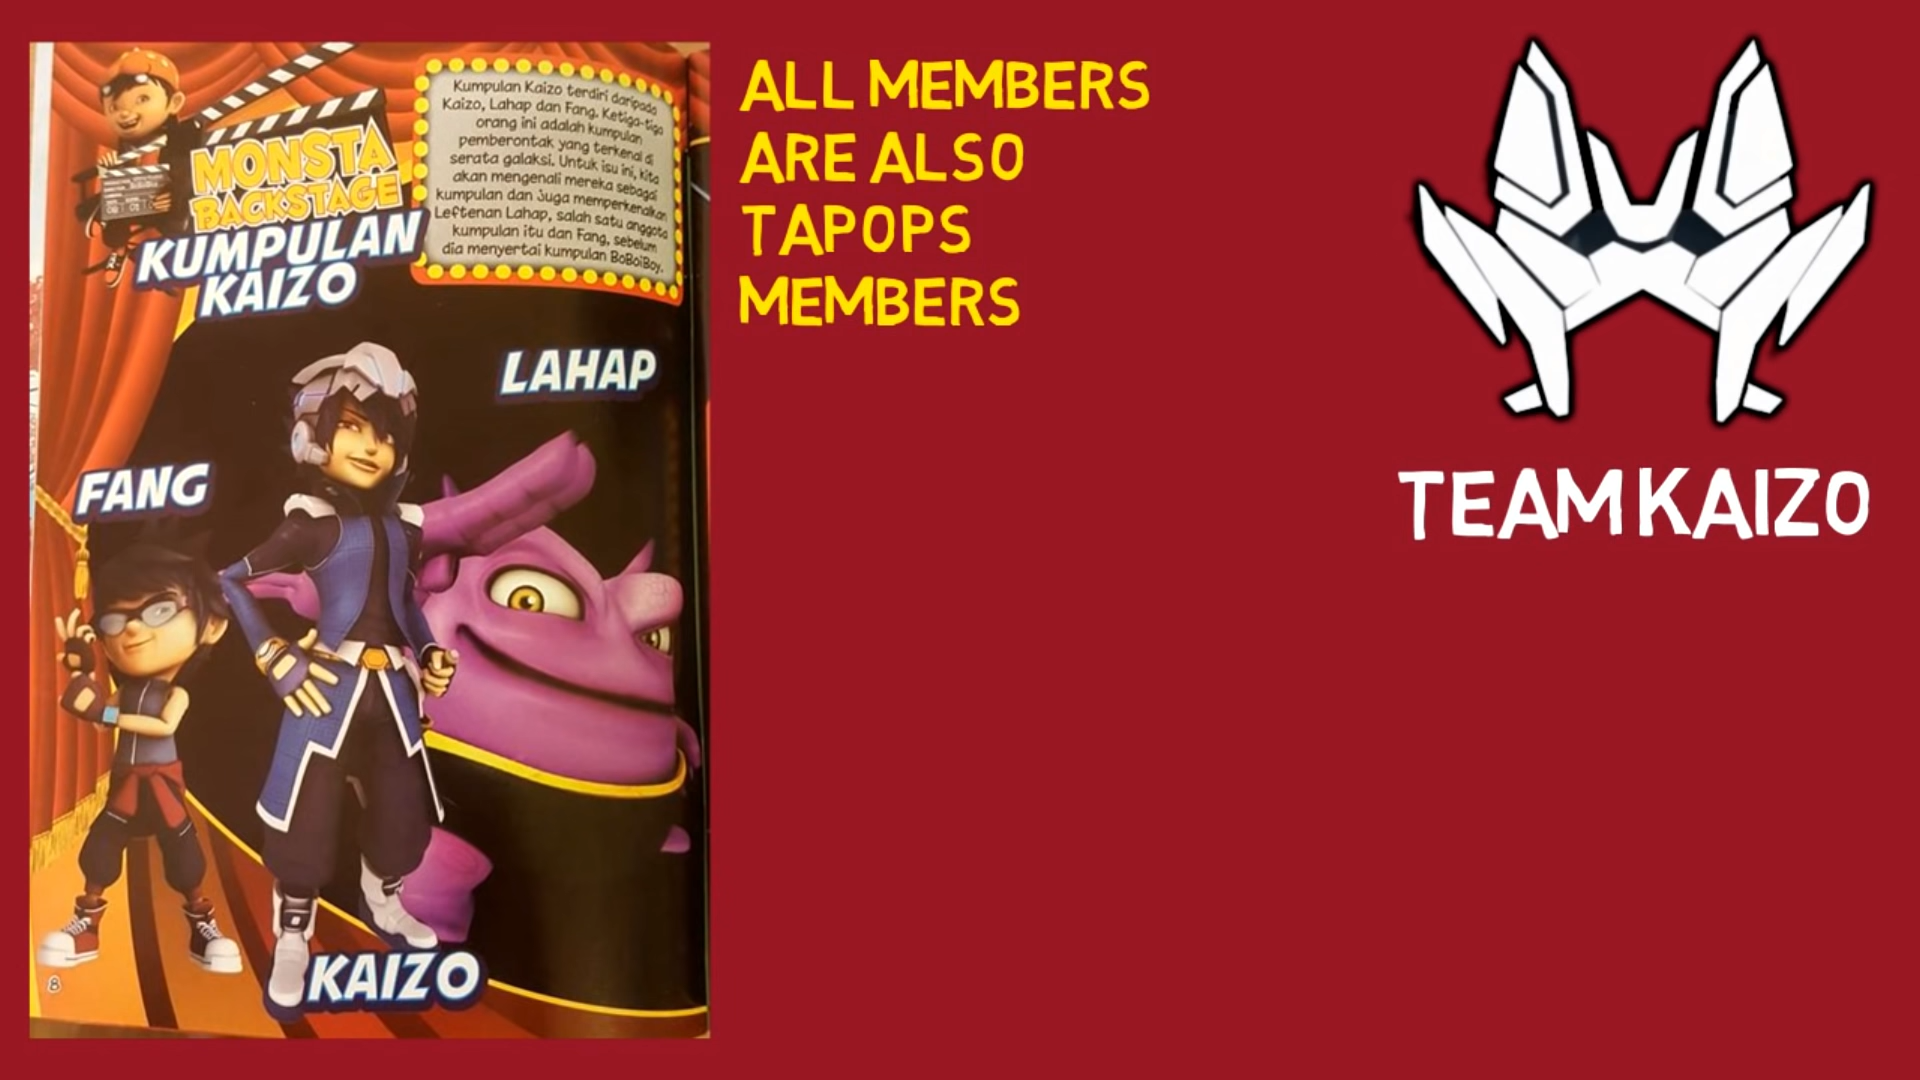 MONSTA
BACKSTAGE
KUMPULAN
KAIZO
Kumpulan Kaizo terdiri daripada
Kaizo, Lahap dan Fang. Ketiga-tiga
orang ini adalah kumpulan
pemberontak yang terkenal di
serata galaksi. Untuk isu ini, kita
akan mengenali mereka sebagai
kumpulan dan Juga memperkenalkan
Leftenan Lahap, salah satu anggota
kumpulan itu dan Fang, sebelum
dia menyertai kumpulan BoBoiBoy.
LAHAP
FANG
KAIZO
8
ALL MEMBERS
ARE ALSO
TAPOPS
MEMBERS
TEAM KAIZO